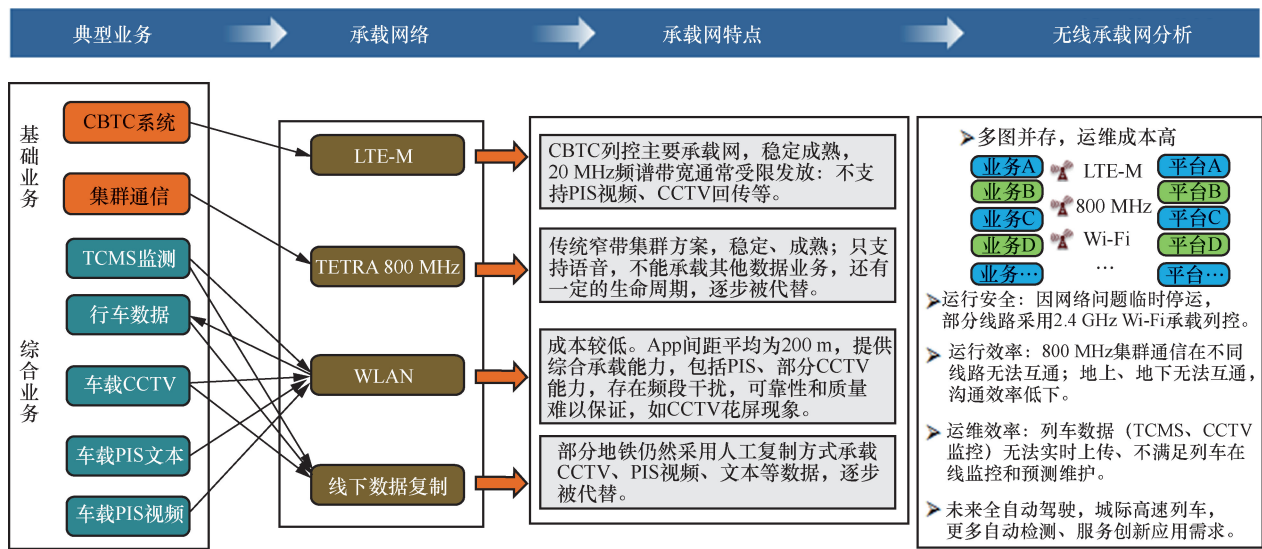 典型业务
承载网络
承载网特点
无线承载网分析
基础业务
CBTC系统
集群通信
综合业务
TCMS监测
行车数据
车载CCTV
车载PIS文本
车载PIS视频
LTE-M
TETRA 800 MHz
WLAN
线下数据复制
CBTC列控主要承载网，稳定成熟，
20 MHz频谱带宽通常受限发放：不支
持PIS视频、CCTV回传等。
传统窄带集群方案，稳定、成熟；只支
持语音，不能承载其他数据业务，还有
一定的生命周期，逐步被代替。
成本较低。App间距平均为200 m，提供
综合承载能力，包括PIS、部分CCTV
能力，存在频段干扰，可靠性和质量
难以保证，如CCTV花屏现象。
部分地铁仍然采用人工复制方式承载
CCTV、PIS视频、文本等数据，逐步
被代替。
多图并存，运维成本高
业务A LTE-M 平台A
业务B 平台B
业务C 800 MHz 平台C
业务D Wi-Fi 平台D
业务… … 平台…
运行安全：因网络问题临时停运，
部分线路采用2.4 GHz Wi-Fi承载列控。
运行效率：800 MHz集群通信在不同
线路无法互通；地上、地下无法互通，
沟通效率低下。
运维效率：列车数据（TCMS、CCTV
监控）无法实时上传、不满足列车在
线监控和预测维护。
未来全自动驾驶，城际高速列车，
更多自动检测、服务创新应用需求。